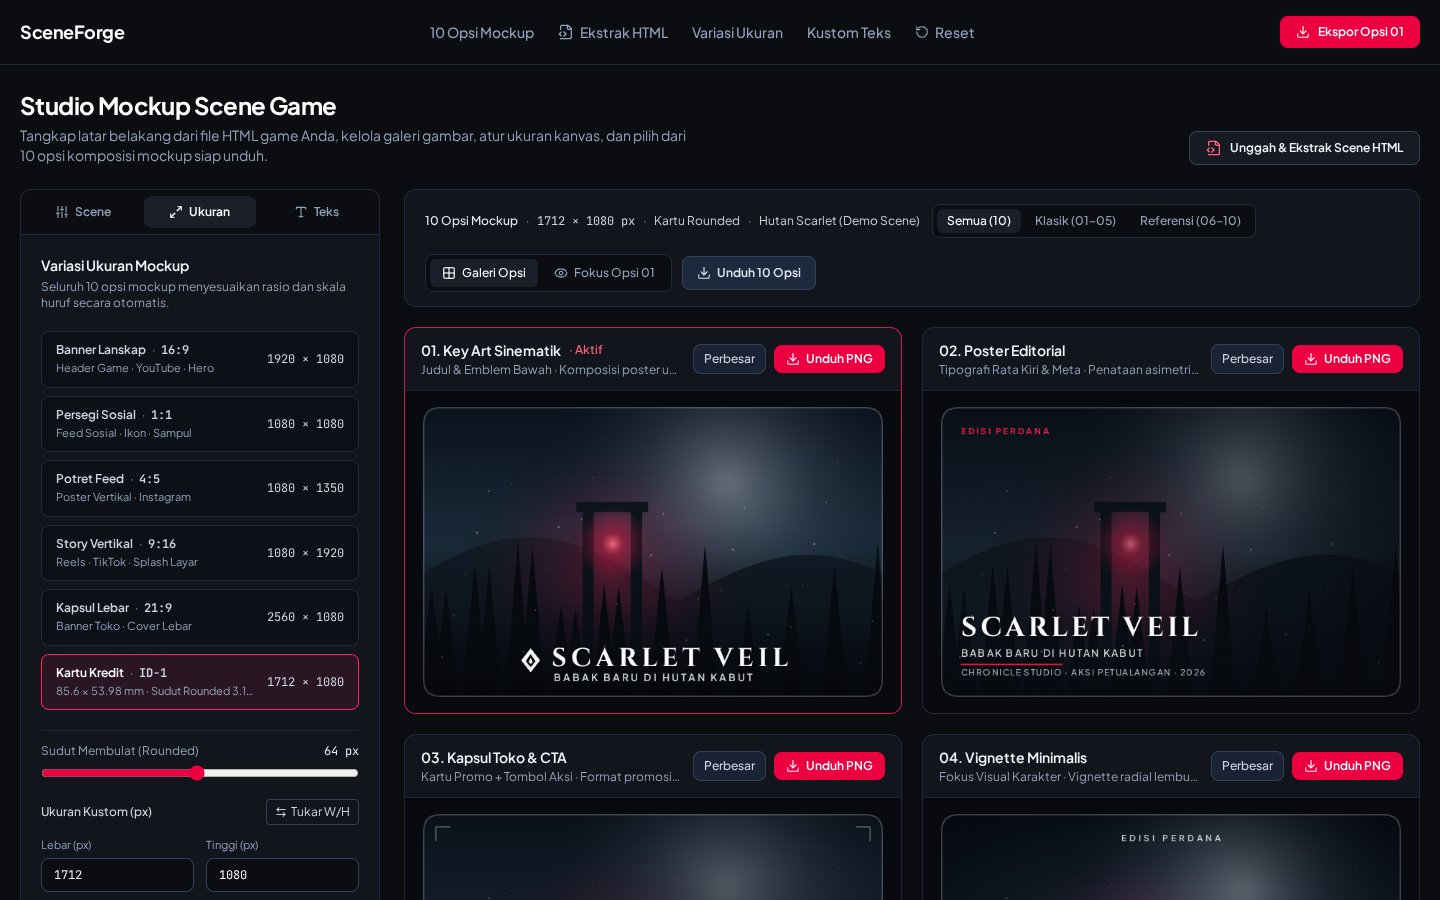 SceneForge
10 Opsi Mockup
Ekstrak HTML
Variasi Ukuran
Kustom Teks
Reset
Ekspor Opsi 01
Studio Mockup Scene Game
Tangkap latar belakang dari file HTML game Anda, kelola galeri gambar, atur ukuran kanvas, dan pilih dari
10 opsi komposisi mockup siap unduh.
Unggah & Ekstrak Scene HTML
Scene
Ukuran
Teks
Variasi Ukuran Mockup
Seluruh 10 opsi mockup menyesuaikan rasio dan skala
huruf secara otomatis.
Banner Lanskap · 16:9
Header Game · YouTube · Hero
1920 × 1080
Persegi Sosial · 1:1
Feed Sosial · Ikon · Sampul
1080 × 1080
Potret Feed · 4:5
Poster Vertikal · Instagram
1080 × 1350
Story Vertikal · 9:16
Reels · TikTok · Splash Layar
1080 × 1920
Kapsul Lebar · 21:9
Banner Toko · Cover Lebar
2560 × 1080
Kartu Kredit · ID-1
85.6 × 53.98 mm · Sudut Rounded 3.1...
1712 × 1080
Sudut Membulat (Rounded)
64 px
Ukuran Kustom (px)
Tukar W/H
Lebar (px)
Tinggi (px)
1712
1080
10 Opsi Mockup · 1712 × 1080 px · Kartu Rounded · Hutan Scarlet (Demo Scene)
Semua (10)
Klasik (01–05)
Referensi (06–10)
Galeri Opsi
Fokus Opsi 01
Unduh 10 Opsi
01. Key Art Sinematik · Aktif
Judul & Emblem Bawah · Komposisi poster u...
Perbesar
Unduh PNG
SCARLET VEIL
BABAK BARU DI HUTAN KABUT
02. Poster Editorial
Tipografi Rata Kiri & Meta · Penataan asimetri...
Perbesar
Unduh PNG
EDISI PERDANA
SCARLET VEIL
BABAK BARU DI HUTAN KABUT
CHRONICLE STUDIO · AKSI PETUALANGAN · 2026
03. Kapsul Toko & CTA
Kartu Promo + Tombol Aksi · Format promosi...
Perbesar
Unduh PNG
04. Vignette Minimalis
Fokus Visual Karakter · Vignette radial lembu...
Perbesar
Unduh PNG
EDISI PERDANA